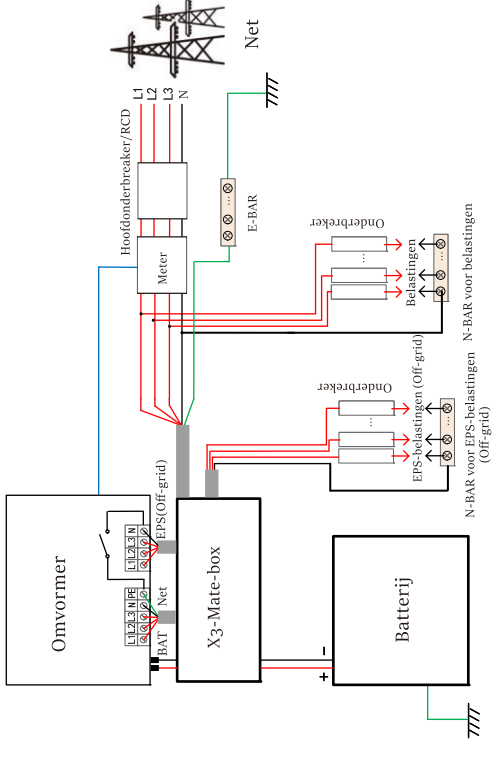 Net
L1
L2
L3
N
Hoofdonderbreaker/RCD
Meter
E-BAR
...
Onderbreker
...
Belastingen
...
N-BAR voor belastingen
Onderbreker
...
EPS-belastingen (Off-grid)
...
N-BAR voor EPS-belastingen
(Off-grid)
Omvormer
L1 L2 L3 N PE
L1 L2 L3 N
BAT
Net
EPS(Off-grid)
X3-Mate-box
+
-
Batterij